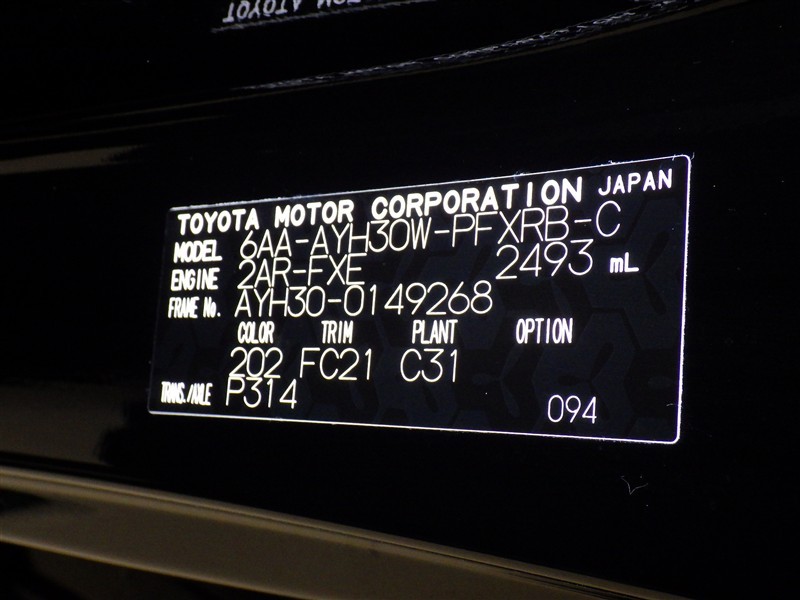 TOYOTA MOTOR CORPORATION JAPAN
MODEL 6AA-AYH30W-PFXRB-C
ENGINE 2AR-FXE 2493 mL
FRAME No. AYH30-0149268
COLOR TRIM PLANT OPTION
202 FC21 C31
TRANS./AXLE P314
094